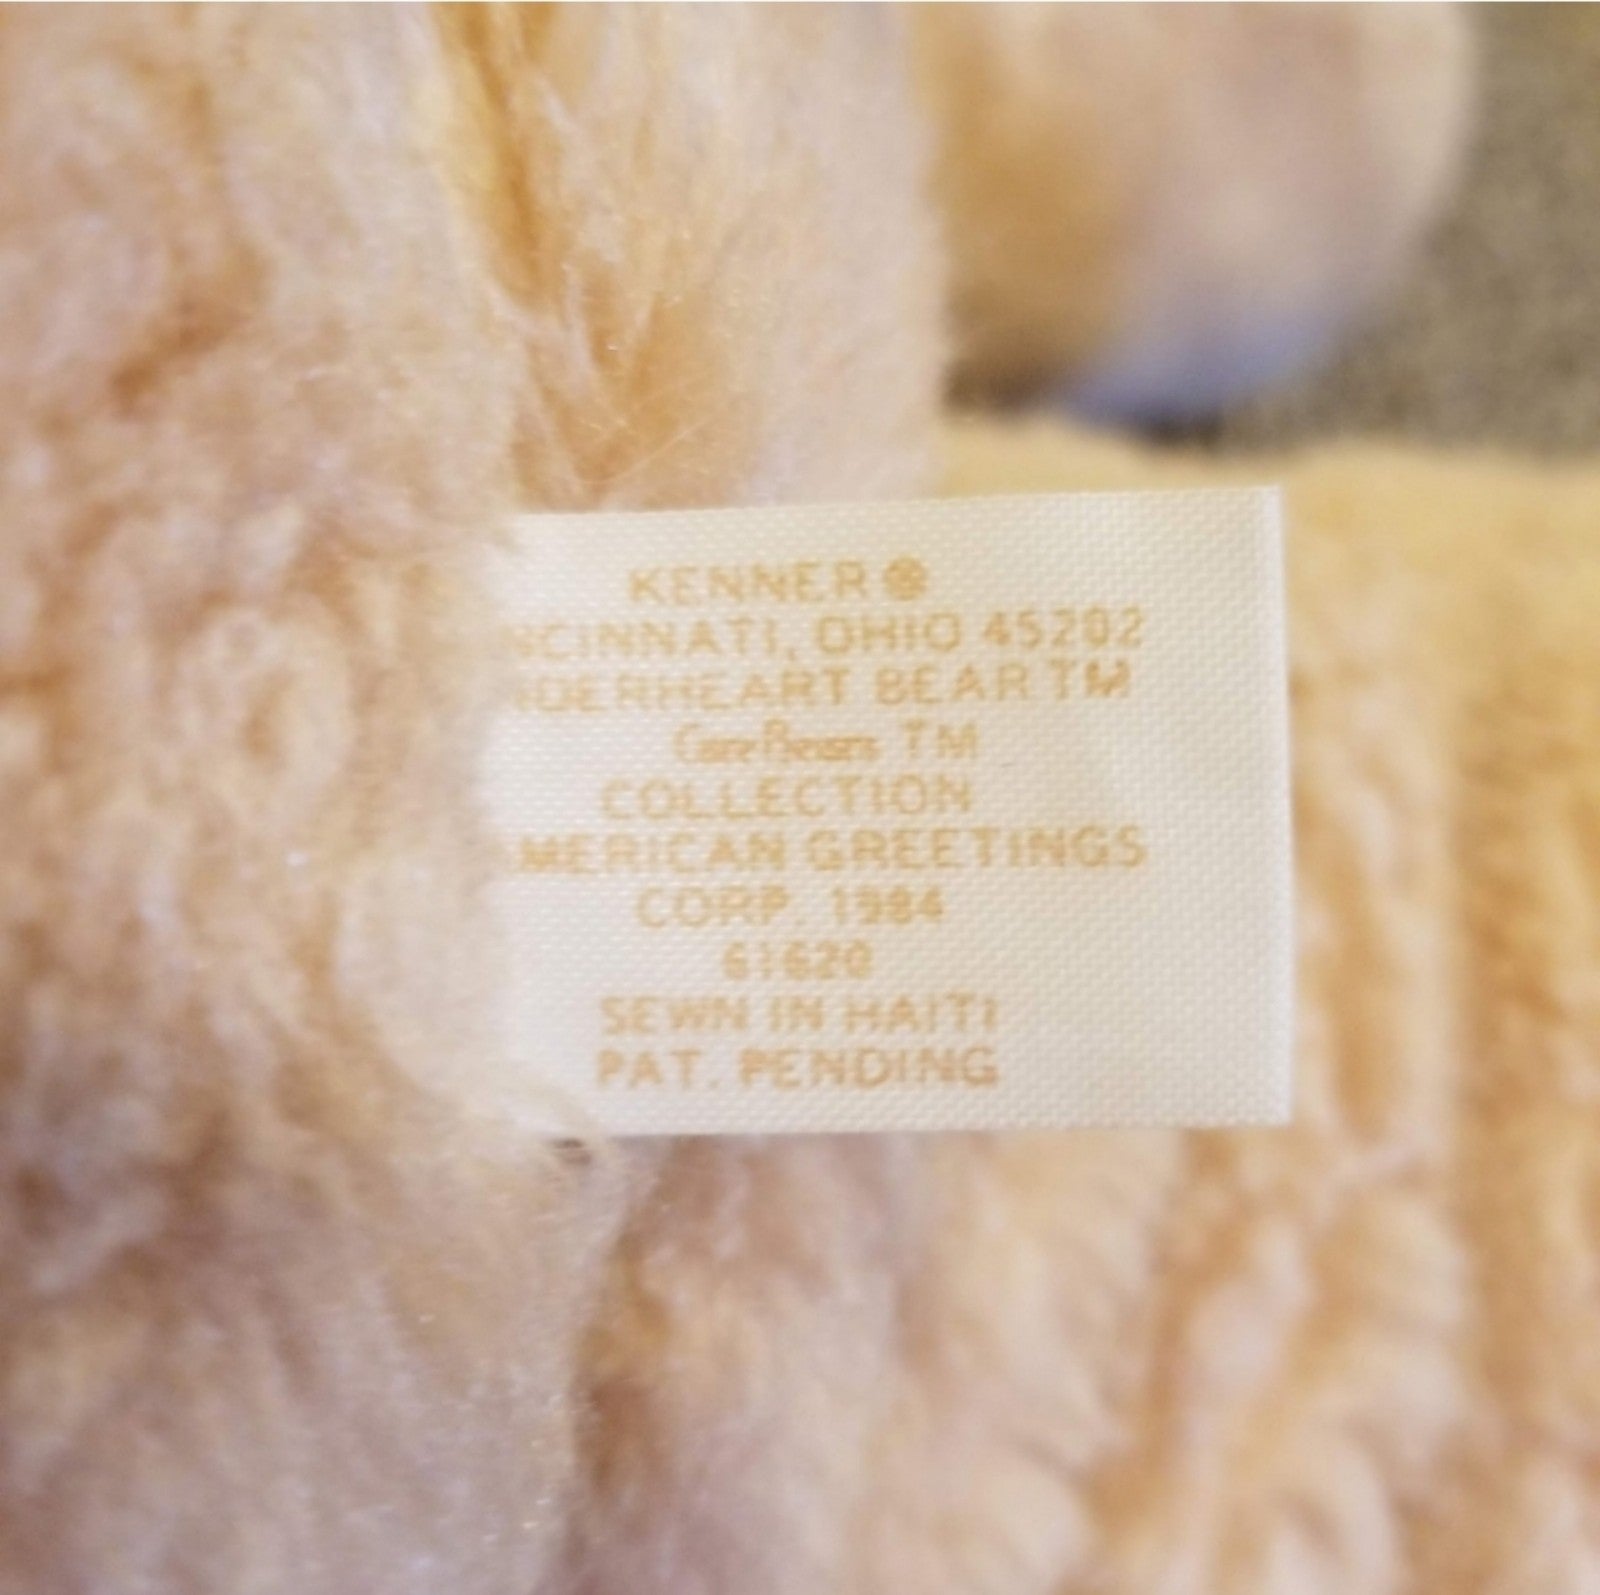 KENNER®
NCINNATI, OHIO 45202
NDERHEART BEAR TM
Care Bears TM
COLLECTION
AMERICAN GREETINGS
CORP. 1984
61620
SEWN IN HAITI
PAT. PENDING